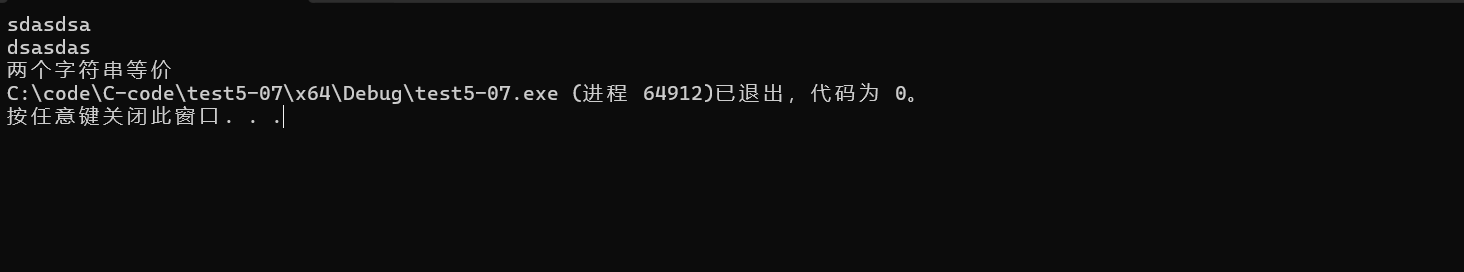 sdasdsa
dsasdas
两个字符串等价
C:\code\C-code\test5-07\x64\Debug\test5-07.exe (进程 64912)已退出，代码为 0。
按任意键关闭此窗口. . .